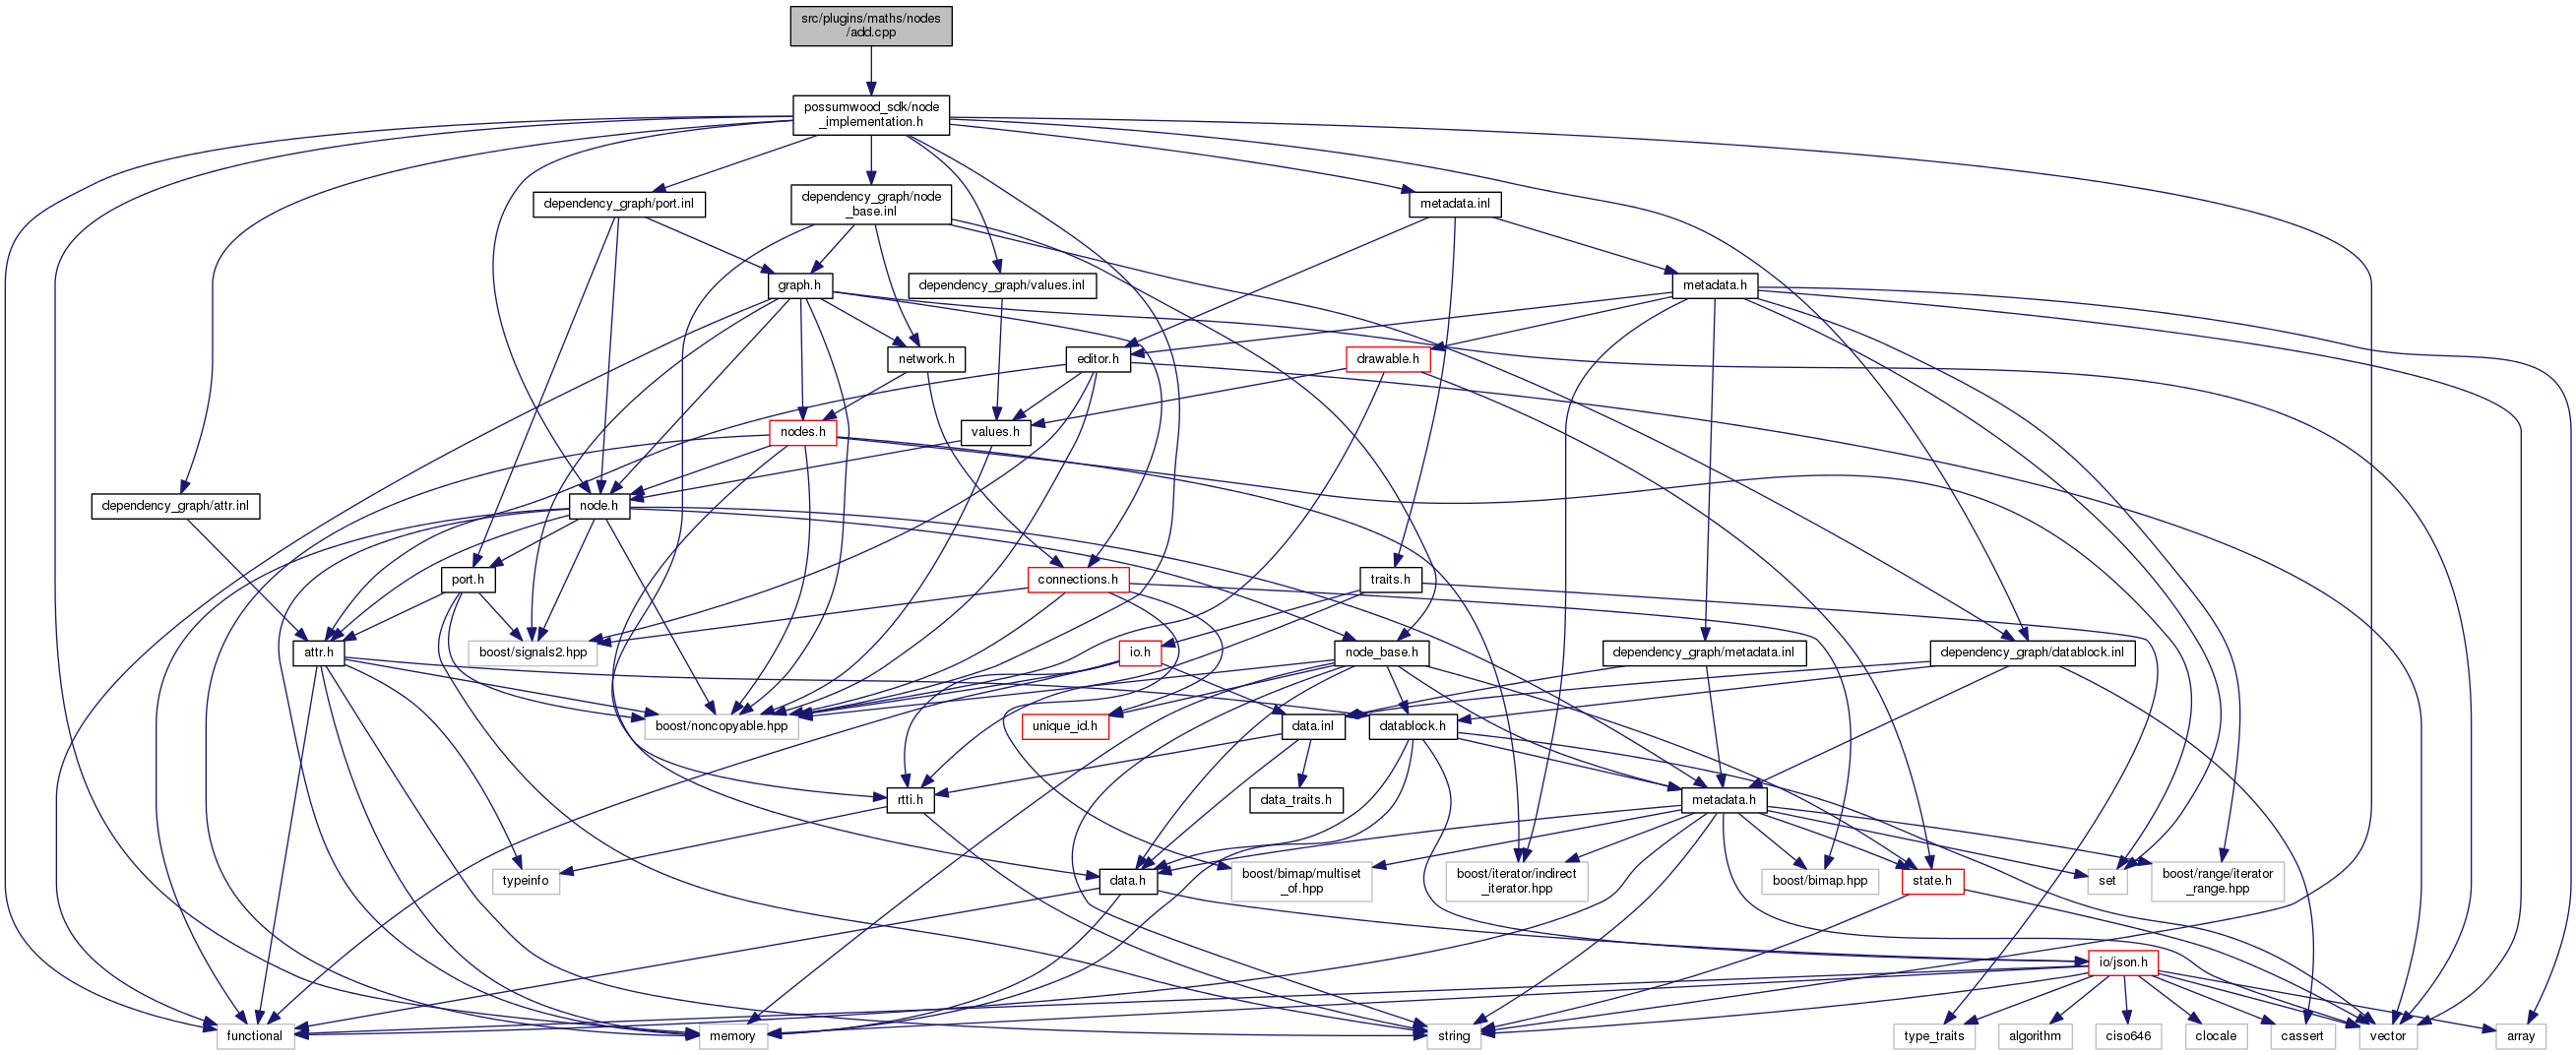 src/plugins/maths/nodes
/add.cpp
possumwood_sdk/node
_implementation.h
dependency_graph/port.inl
dependency_graph/node
_base.inl
metadata.inl
graph.h
dependency_graph/values.inl
metadata.h
network.h
editor.h
drawable.h
nodes.h
values.h
dependency_graph/attr.inl
node.h
port.h
connections.h
traits.h
attr.h
boost/signals2.hpp
io.h
node_base.h
dependency_graph/metadata.inl
dependency_graph/datablock.inl
boost/noncopyable.hpp
unique_id.h
data.inl
datablock.h
rtti.h
data_traits.h
metadata.h
typeinfo
data.h
boost/bimap/multiset
_of.hpp
boost/iterator/indirect
_iterator.hpp
boost/bimap.hpp
state.h
set
boost/range/iterator
_range.hpp
io/json.h
functional
memory
string
type_traits
algorithm
ciso646
clocale
cassert
vector
array